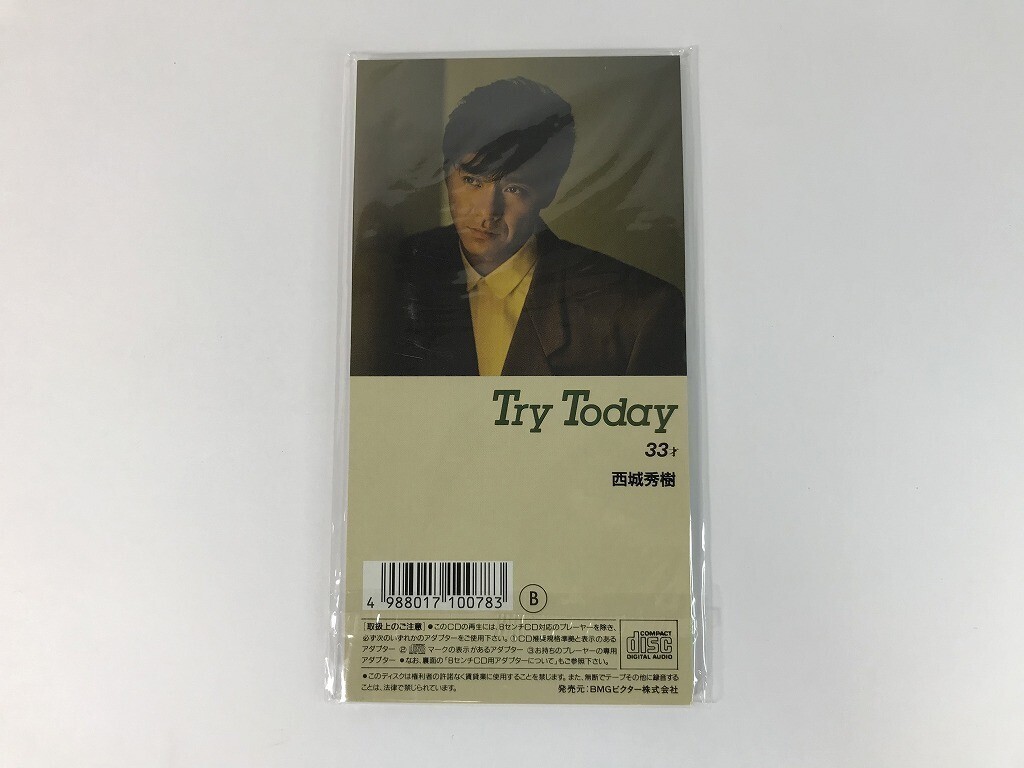 Try Today
33才
西城秀樹
4 988017 100783
B
[取扱上のご注意] ●このCDの再生には、8センチCD対応のプレーヤーを除き、
必ず次のいずれかのアダプターをご使用下さい。①CD推奨規格準拠と表示のある
アダプター ② マークの表示があるアダプター ③お持ちのプレーヤーの専用
アダプター ●なお、裏面の「8センチCD用アダプターについて」もご参照下さい。
COMPACT
disc
DIGITAL AUDIO
●このディスクは権利者の許諾なく賃貸業に使用することを禁じます。また、無断でテープその他に録音する
ことは、法律で禁じられています。
発売元:BMGビクター株式会社